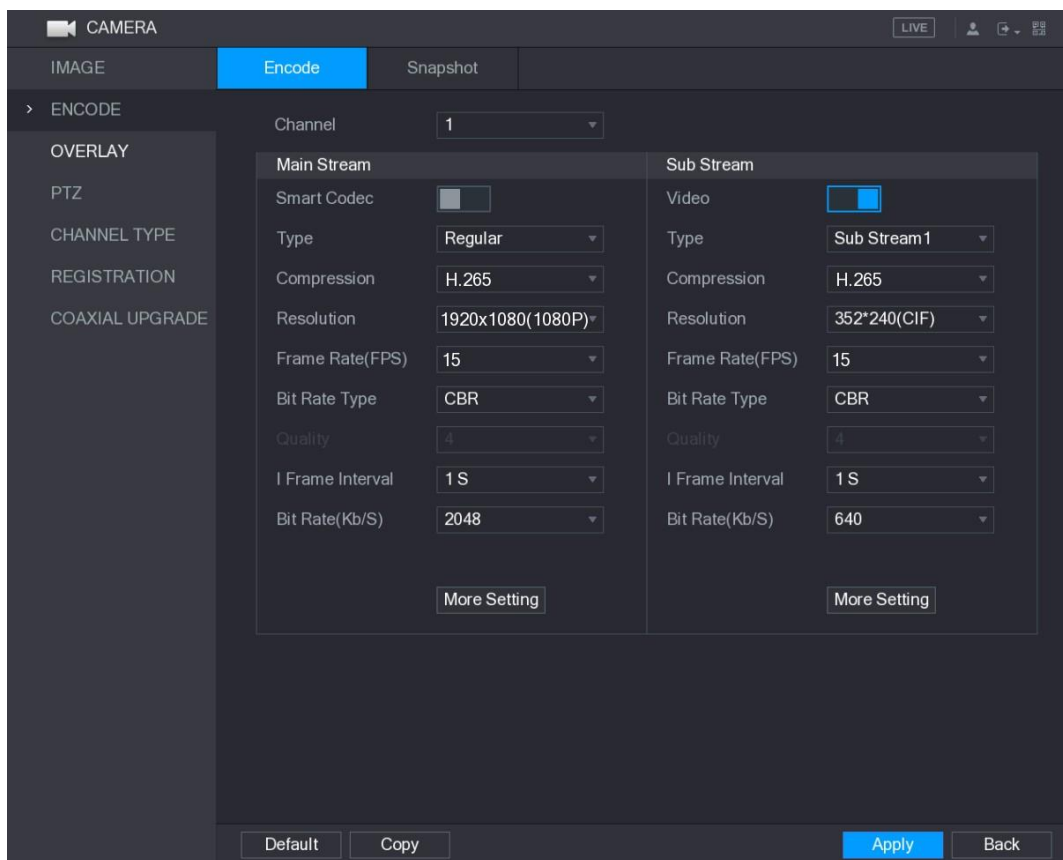 CAMERA LIVE
IMAGE
ENCODE
OVERLAY
PTZ
CHANNEL TYPE
REGISTRATION
COAXIAL UPGRADE
Encode Snapshot
Channel 1
Main Stream Sub Stream
Smart Codec Video
Type Regular Type Sub Stream1
Compression H.265 Compression H.265
Resolution 1920x1080(1080P) Resolution 352*240(CIF)
Frame Rate(FPS) 15 Frame Rate(FPS) 15
Bit Rate Type CBR Bit Rate Type CBR
Quality 4 Quality 4
I Frame Interval 1 S I Frame Interval 1 S
Bit Rate(Kb/S) 2048 Bit Rate(Kb/S) 640
More Setting More Setting
Default Copy Apply Back